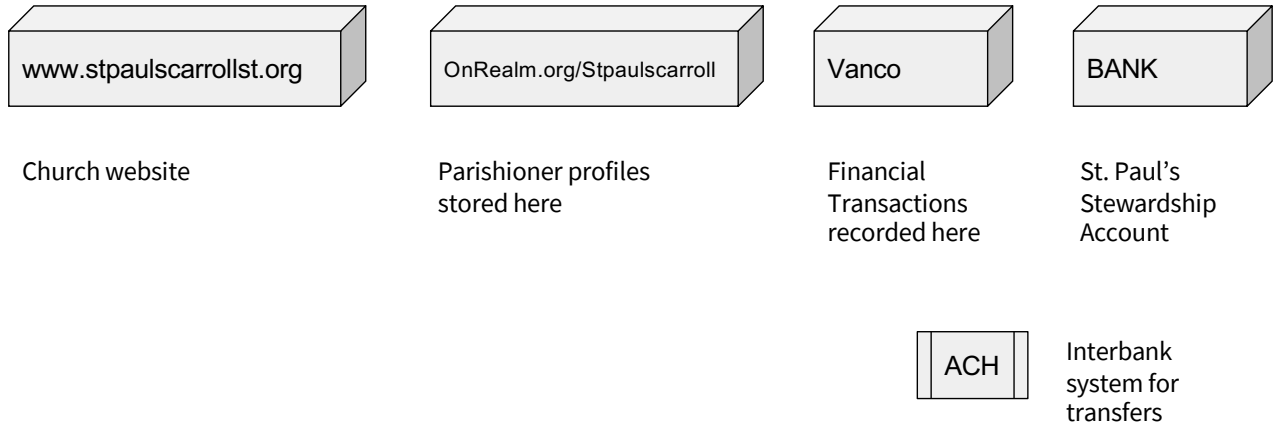 www.stpaulscarrollst.org
OnRealm.org/Stpaulscarroll
Vanco
BANK
Church website
Parishioner profiles
stored here
Financial
Transactions
recorded here
St. Paul’s
Stewardship
Account
ACH
Interbank
system for
transfers